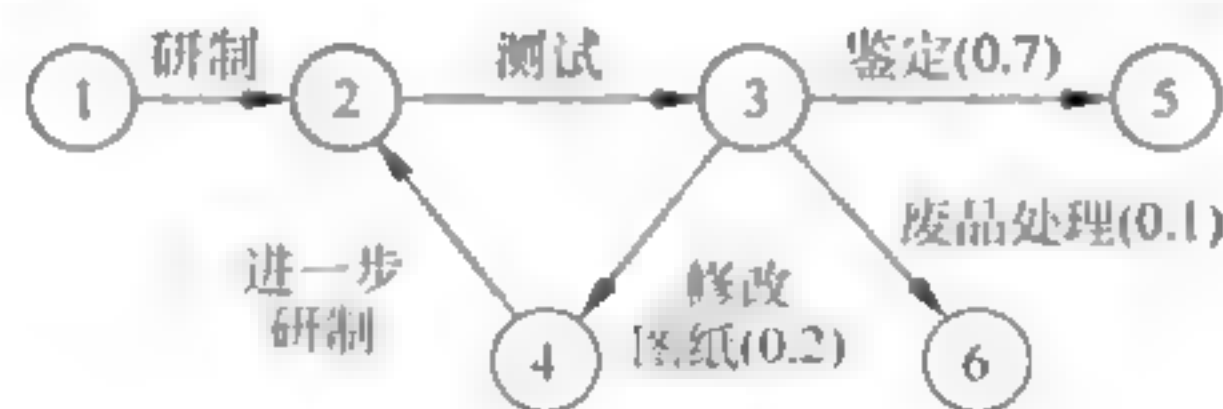 研制
测试
鉴定(0.7)
1
2
3
5
废品处理(0.1)
进一步
研制
修改
图纸(0.2)
4
6